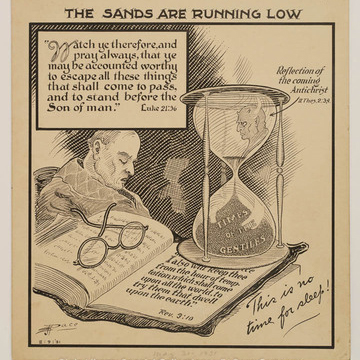 THE SANDS ARE RUNNING LOW
"Watch ye therefore, and
pray always, that ye
may be accounted worthy
to escape all these things
that shall come to pass,
and to stand before the
Son of man." Luke 21:36
Reflection of
the coming
Antichrist
TIMES
OF THE
GENTILES
I also will keep thee
from the hour of temp
tation, which shall come
upon all the world, to
try them that dwell
upon the earth."
Rev. 3:10
This is no
time for sleep!
Pace